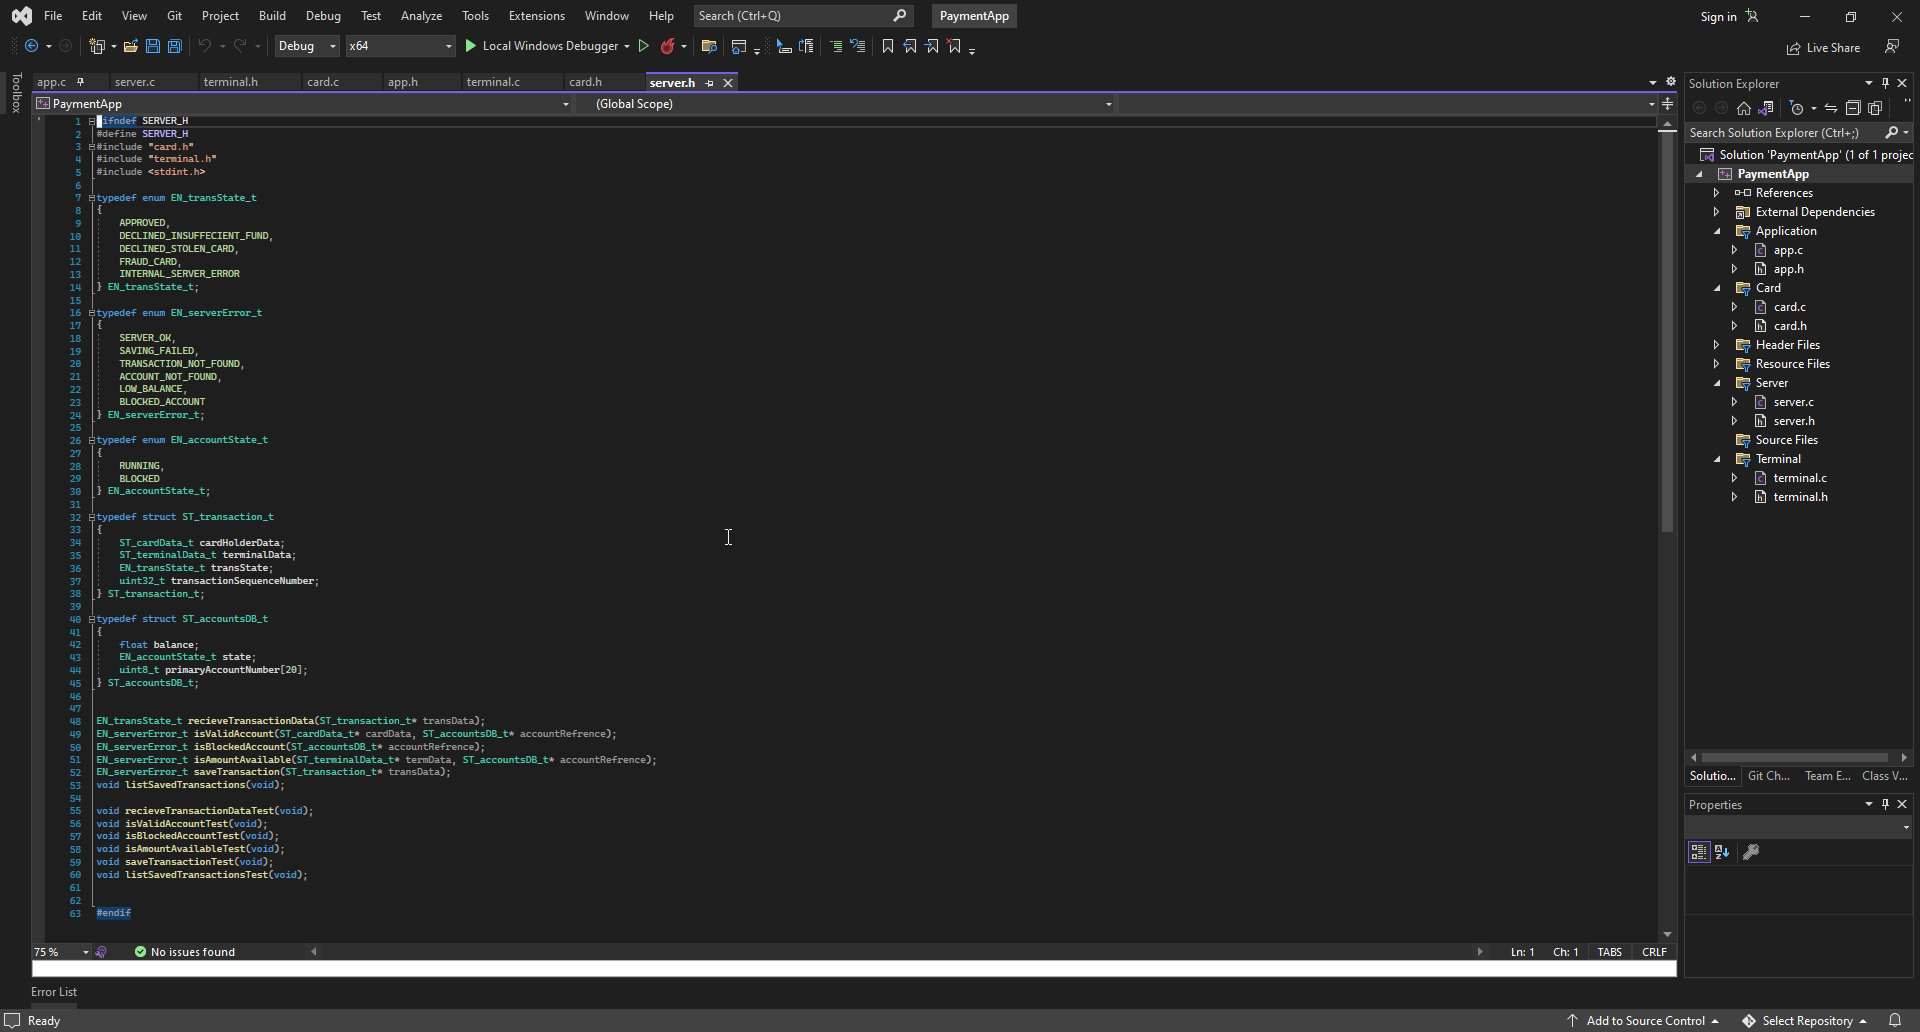 File Edit View Git Project Build Debug Test Analyze Tools Extensions Window Help Search (Ctrl+Q) PaymentApp Sign in
Debug x64 Local Windows Debugger Live Share
Toolbox
app.c server.c terminal.h card.c app.h terminal.c card.h server.h
PaymentApp (Global Scope)
1 #ifndef SERVER_H
2 #define SERVER_H
3 #include "card.h"
4 #include "terminal.h"
5 #include <stdint.h>
6
7 typedef enum EN_transState_t
8 {
9 APPROVED,
10 DECLINED_INSUFFECIENT_FUND,
11 DECLINED_STOLEN_CARD,
12 FRAUD_CARD,
13 INTERNAL_SERVER_ERROR
14 } EN_transState_t;
15
16 typedef enum EN_serverError_t
17 {
18 SERVER_OK,
19 SAVING_FAILED,
20 TRANSACTION_NOT_FOUND,
21 ACCOUNT_NOT_FOUND,
22 LOW_BALANCE,
23 BLOCKED_ACCOUNT
24 } EN_serverError_t;
25
26 typedef enum EN_accountState_t
27 {
28 RUNNING,
29 BLOCKED
30 } EN_accountState_t;
31
32 typedef struct ST_transaction_t
33 {
34 ST_cardData_t cardHolderData;
35 ST_terminalData_t terminalData;
36 EN_transState_t transState;
37 uint32_t transactionSequenceNumber;
38 } ST_transaction_t;
39
40 typedef struct ST_accountsDB_t
41 {
42 float balance;
43 EN_accountState_t state;
44 uint8_t primaryAccountNumber[20];
45 } ST_accountsDB_t;
46
47
48 EN_transState_t recieveTransactionData(ST_transaction_t* transData);
49 EN_serverError_t isValidAccount(ST_cardData_t* cardData, ST_accountsDB_t* accountRefrence);
50 EN_serverError_t isBlockedAccount(ST_accountsDB_t* accountRefrence);
51 EN_serverError_t isAmountAvailable(ST_terminalData_t* termData, ST_accountsDB_t* accountRefrence);
52 EN_serverError_t saveTransaction(ST_transaction_t* transData);
53 void listSavedTransactions(void);
54
55 void recieveTransactionDataTest(void);
56 void isValidAccountTest(void);
57 void isBlockedAccountTest(void);
58 void isAmountAvailableTest(void);
59 void saveTransactionTest(void);
60 void listSavedTransactionsTest(void);
61
62
63 #endif
75 % No issues found Ln: 1 Ch: 1 TABS CRLF
Error List
Ready Add to Source Control Select Repository
Solution Explorer
Search Solution Explorer (Ctrl+;)
Solution 'PaymentApp' (1 of 1 projec
PaymentApp
References
External Dependencies
Application
app.c
app.h
Card
card.c
card.h
Header Files
Resource Files
Server
server.c
server.h
Source Files
Terminal
terminal.c
terminal.h
Solutio... Git Ch... Team E... Class V...
Properties